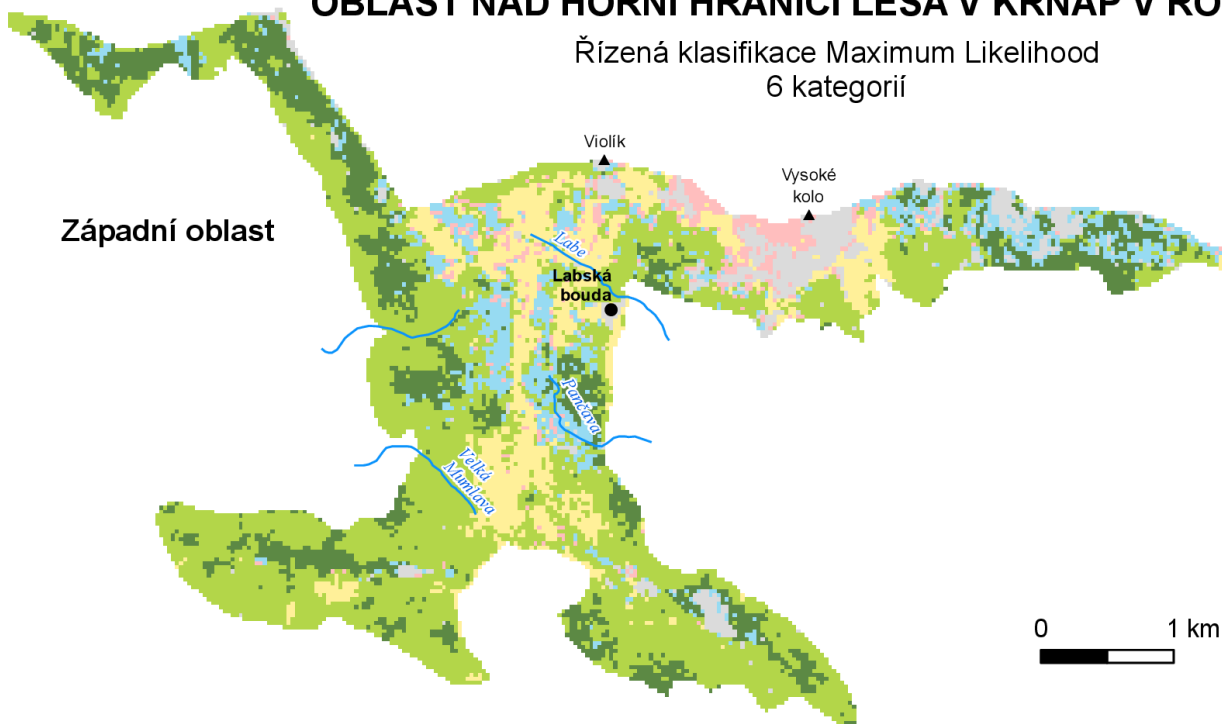 OBLAST NAD HORNÍ HRANICÍ LESA V KRNAP V RO
Řízená klasifikace Maximum Likelihood
6 kategorií
Violík
Vysoké
kolo
Západní oblast
Labe
Labská
bouda
Pančava
Velká
Mumlava
0 1 km